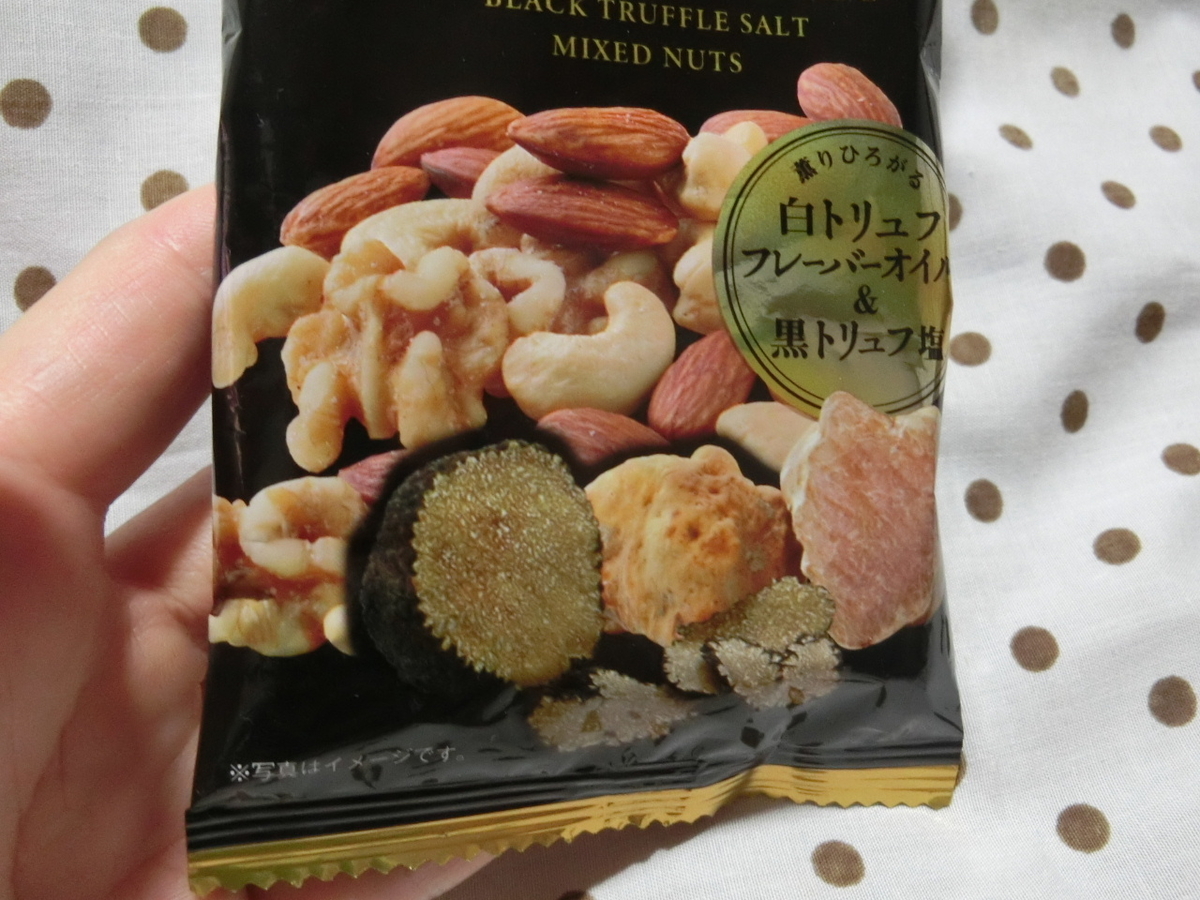 BLACK TRUFFLE SALT
MIXED NUTS
薫りひろがる
白トリュフ
フレーバーオイル
&
黒トリュフ塩
※写真はイメージです。